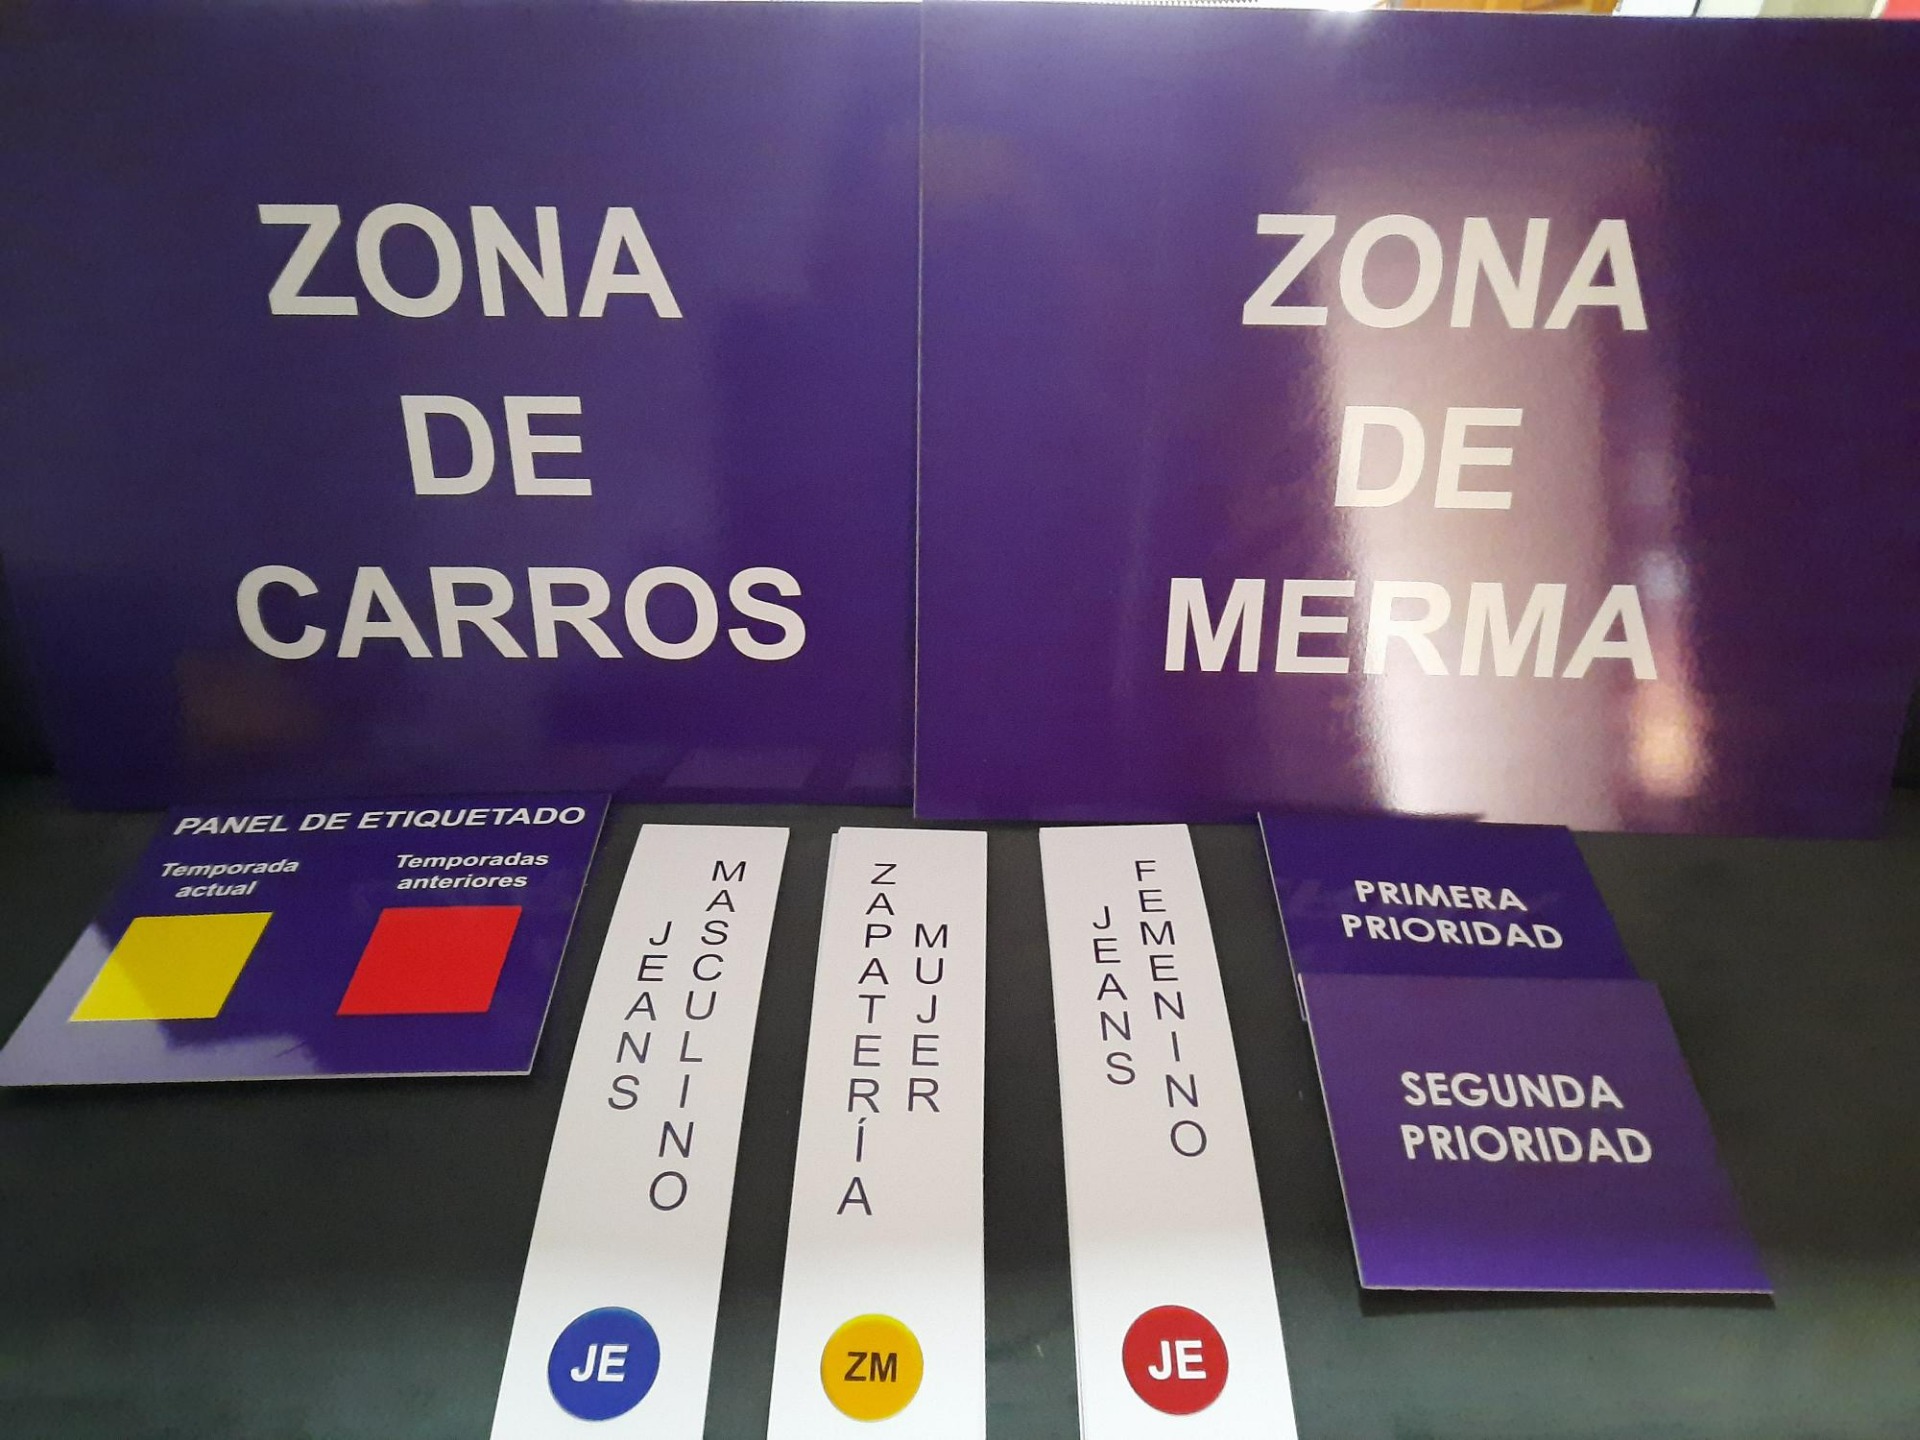 ZONA
DE
CARROS
ZONA
DE
MERMA
PANEL DE ETIQUETADO
Temporada
actual
Temporadas
anteriores
JEANS
MASCULINO
JE
ZAPATERÍA
MUJER
ZM
JEANS
FEMENINO
JE
PRIMERA
PRIORIDAD
SEGUNDA
PRIORIDAD